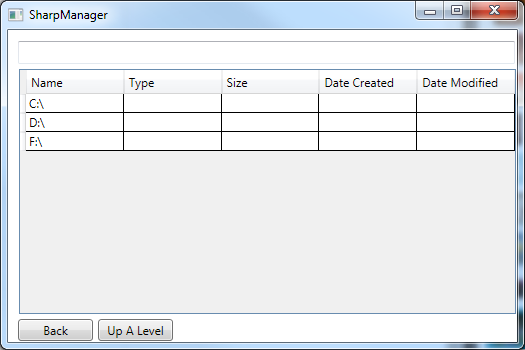 SharpManager
Name Type Size Date Created Date Modified
C:\
D:\
F:\
Back Up A Level